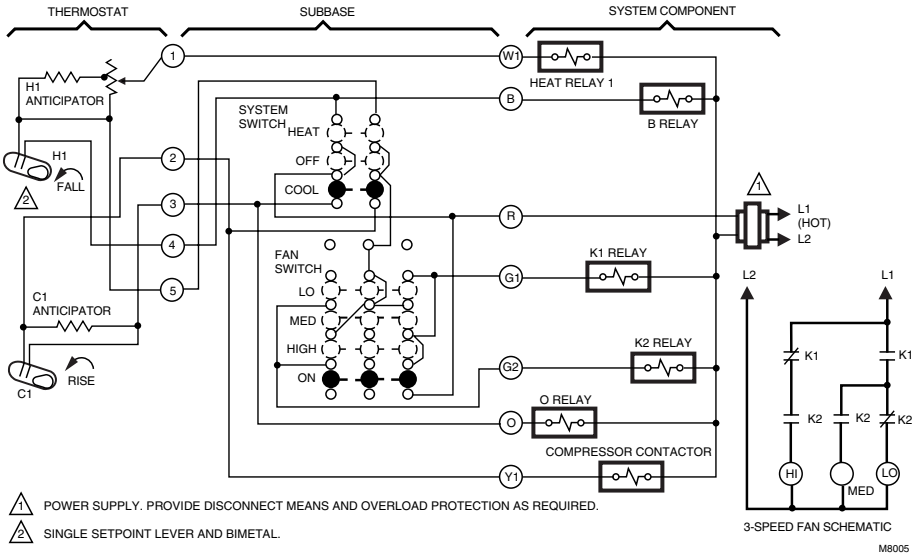 THERMOSTAT
SUBBASE
SYSTEM COMPONENT
1
W1
HEAT RELAY 1
H1
ANTICIPATOR
B
B RELAY
SYSTEM
SWITCH
HEAT
OFF
COOL
2
H1
FALL
2
3
R
1
L1
(HOT)
L2
4
FAN
SWITCH
K1 RELAY
5
LO
G1
L2
L1
C1
ANTICIPATOR
MED
HIGH
K2 RELAY
K1
K1
ON
G2
RISE
C1
O RELAY
O
K2
K2
K2
COMPRESSOR CONTACTOR
Y1
HI
MED
LO
1 POWER SUPPLY. PROVIDE DISCONNECT MEANS AND OVERLOAD PROTECTION AS REQUIRED.
2 SINGLE SETPOINT LEVER AND BIMETAL.
3-SPEED FAN SCHEMATIC
M8005